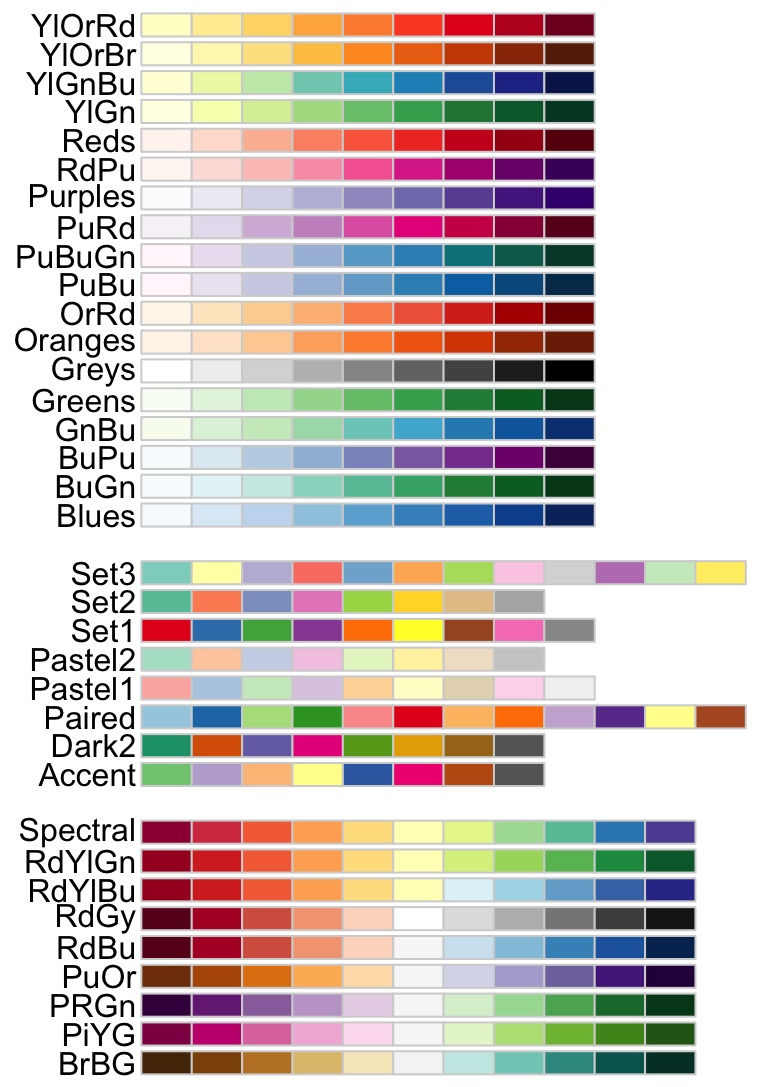 YlOrRd
YlOrBr
YlGnBu
YlGn
Reds
RdPu
Purples
PuRd
PuBuGn
PuBu
OrRd
Oranges
Greys
Greens
GnBu
BuPu
BuGn
Blues
Set3
Set2
Set1
Pastel2
Pastel1
Paired
Dark2
Accent
Spectral
RdYlGn
RdYlBu
RdGy
RdBu
PuOr
PRGn
PiYG
BrBG